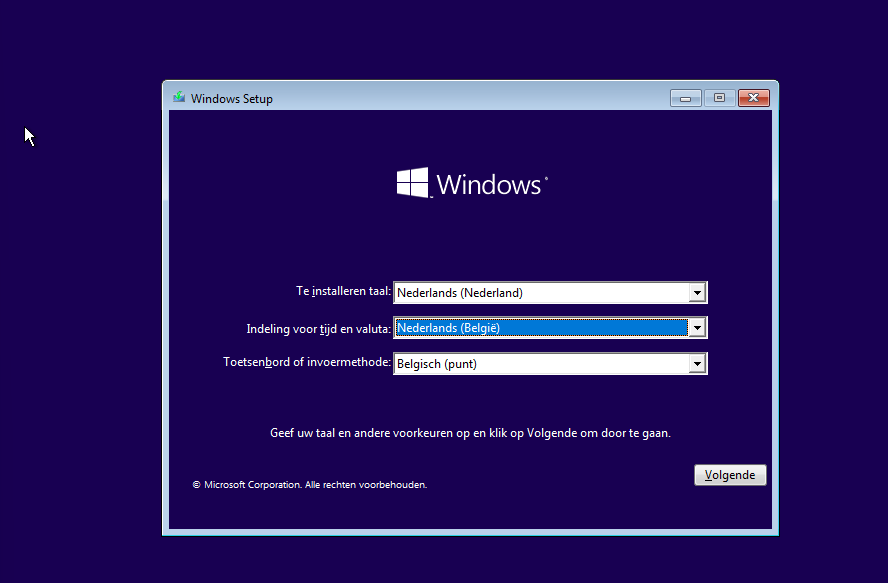 Windows Setup
Windows
Te installeren taal: Nederlands (Nederland)
Indeling voor tijd en valuta: Nederlands (België)
Toetsenbord of invoermethode: Belgisch (punt)
Geef uw taal en andere voorkeuren op en klik op Volgende om door te gaan.
Volgende
© Microsoft Corporation. Alle rechten voorbehouden.